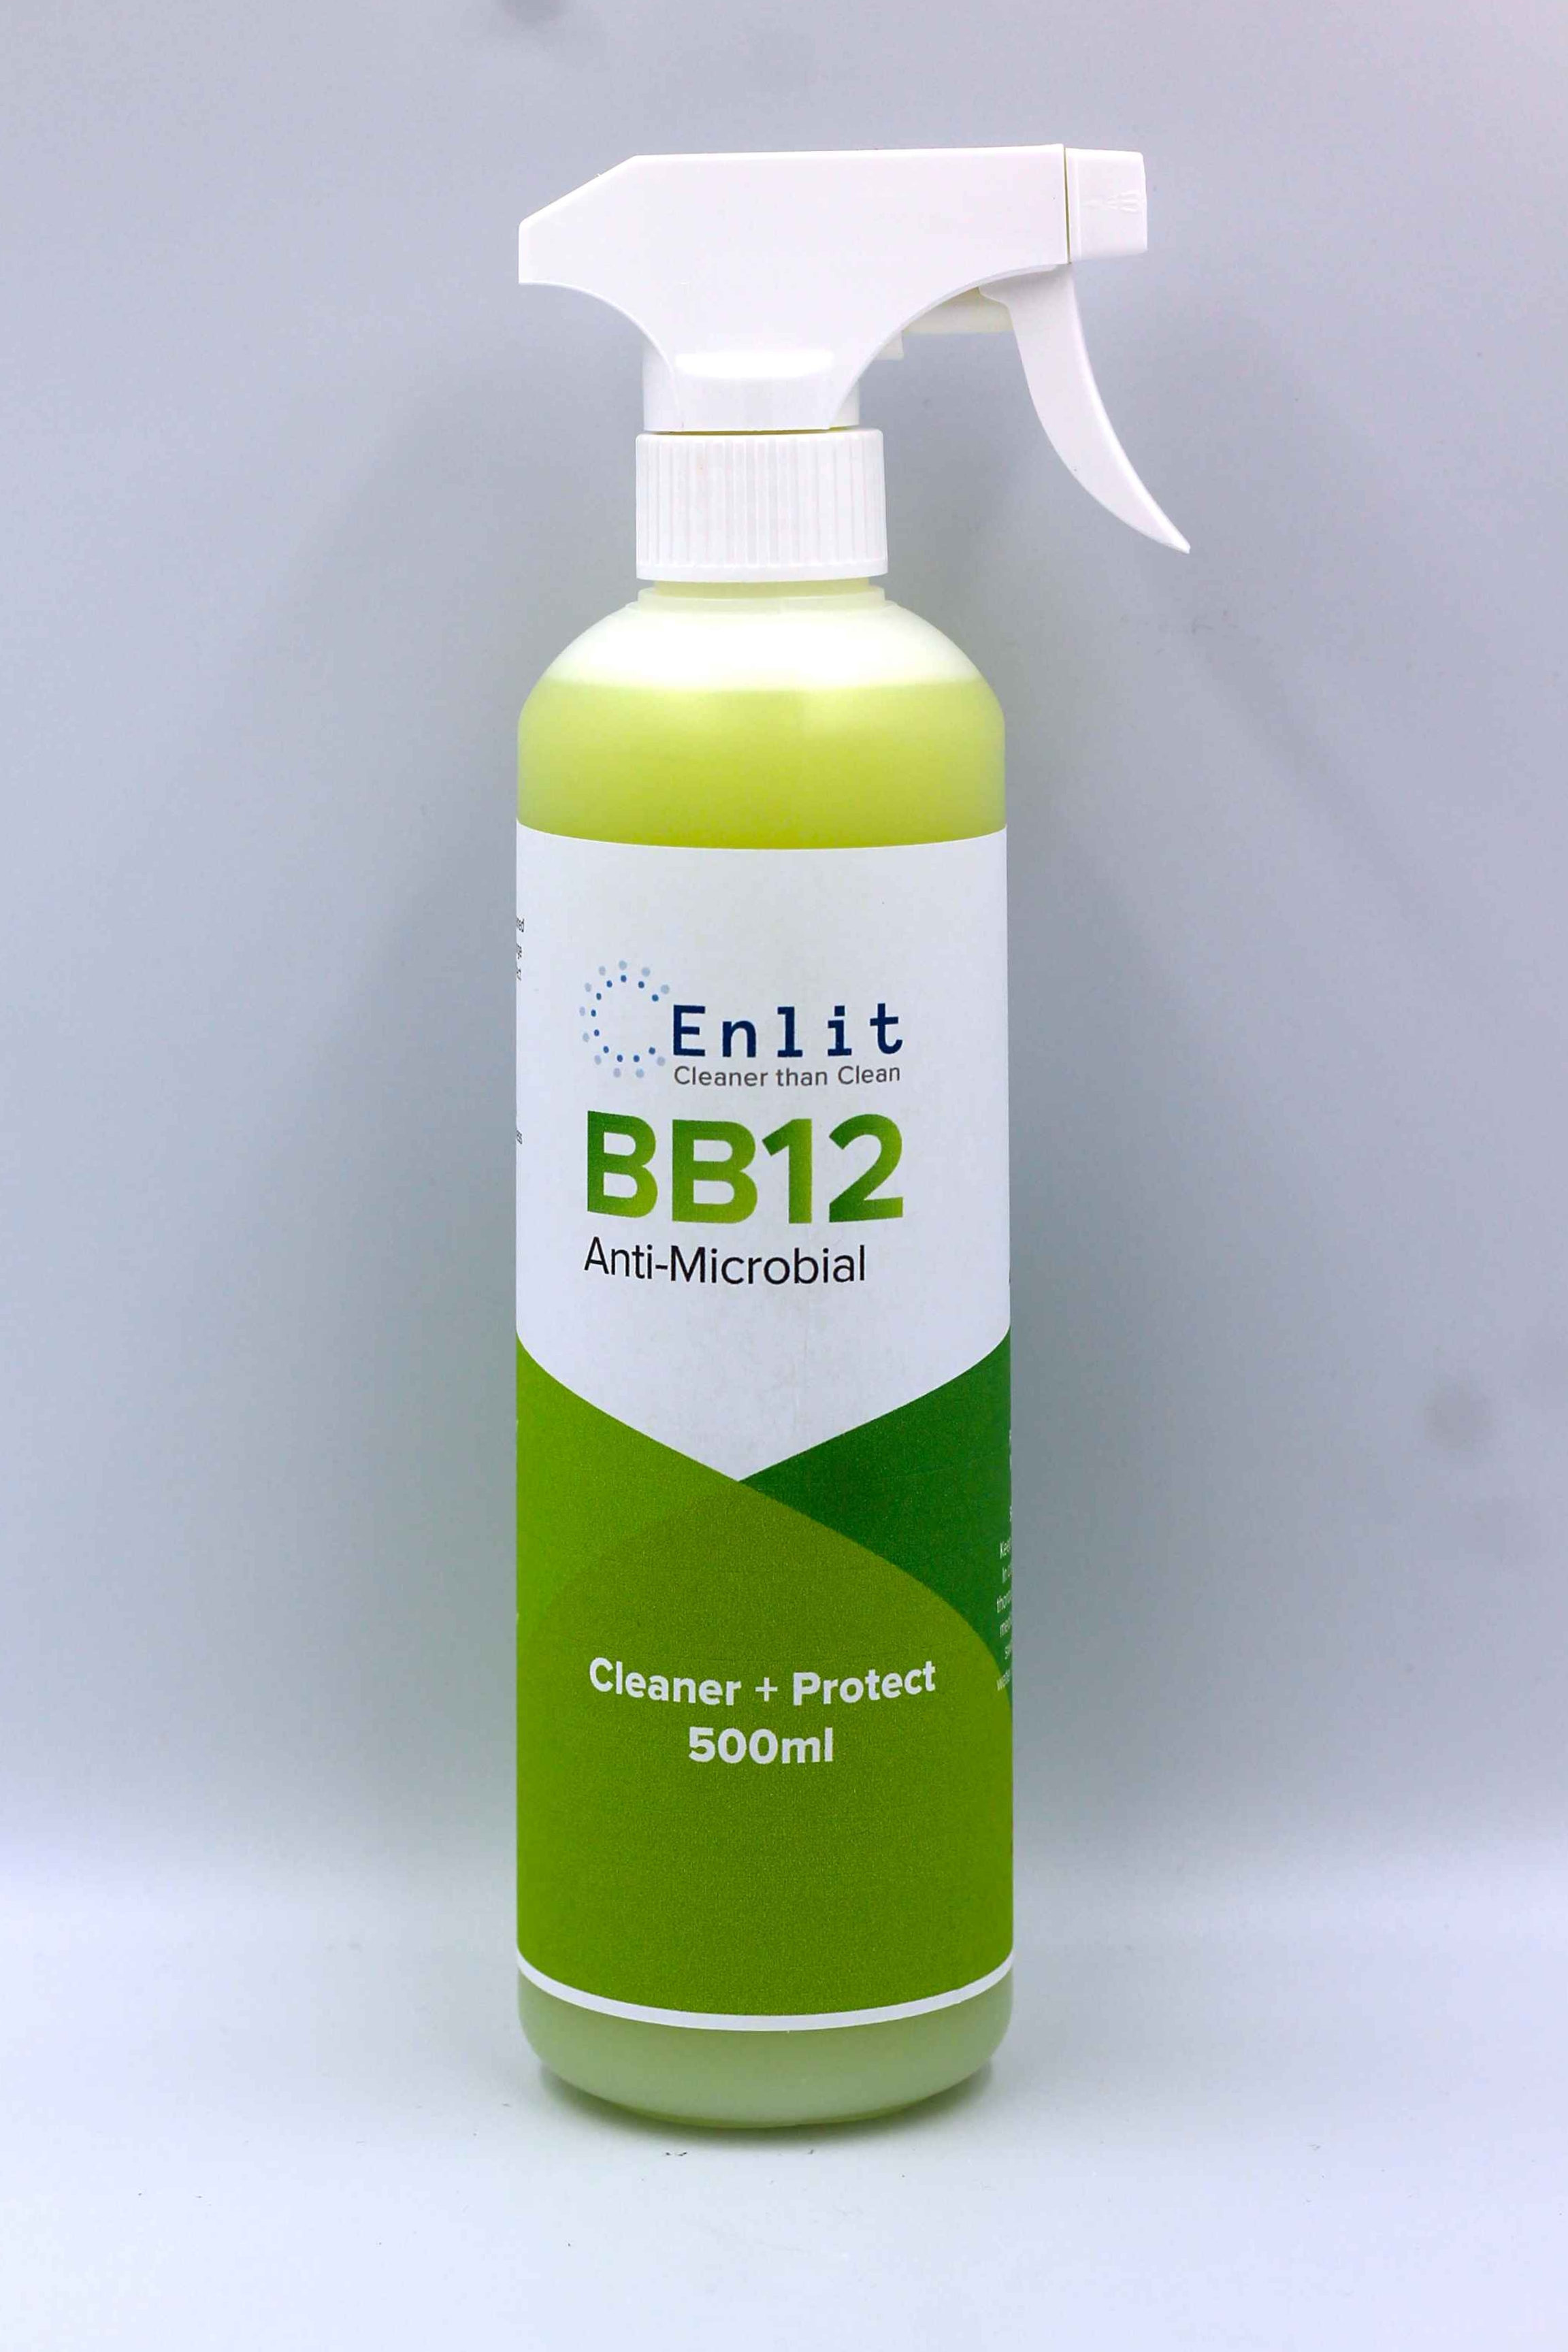 Enlit
Cleaner than Clean
BB12
Anti-Microbial
Cleaner + Protect
500ml